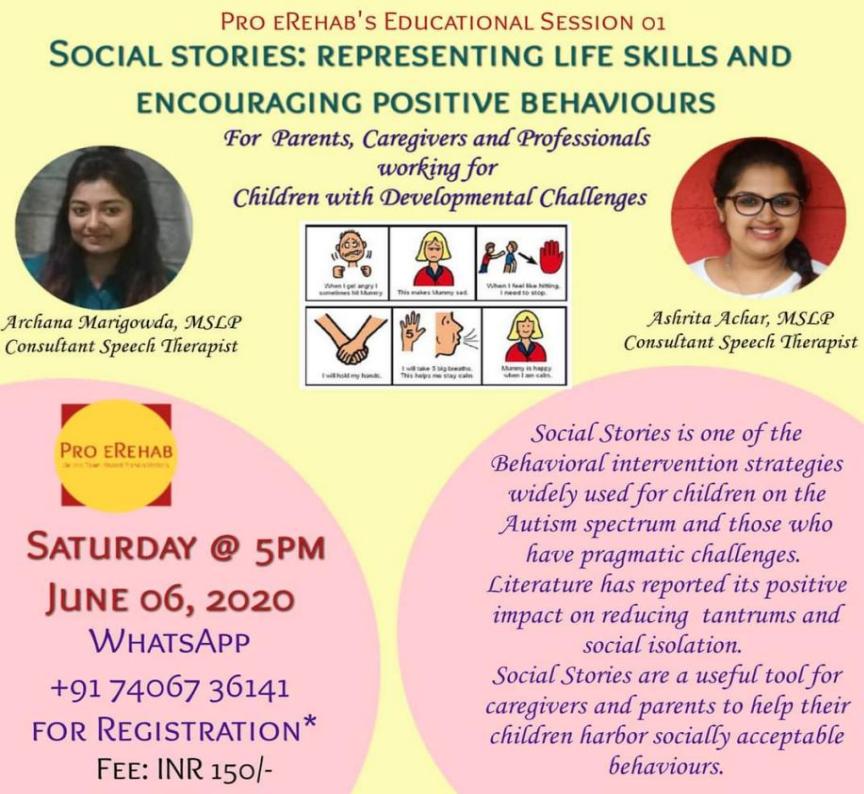 Pro eRehab's Educational Session 01
Social stories: representing life skills and
encouraging positive behaviours
For Parents, Caregivers and Professionals
working for
Children with Developmental Challenges
Archana Marigowda, MSLP
Consultant Speech Therapist
When I get angry I
sometimes hit Mummy.
This makes Mummy sad.
When I feel like hitting,
I need to stop.
I will hold my hands.
I will take 5 big breaths.
This helps me stay calm.
Mummy is happy
when I am calm.
5
Ashrita Achar, MSLP
Consultant Speech Therapist
Pro eRehab
Saturday @ 5pm
June 06, 2020
WhatsApp
+91 74067 36141
for Registration*
Fee: INR 150/-
Social Stories is one of the
Behavioral intervention strategies
widely used for children on the
Autism spectrum and those who
have pragmatic challenges.
Literature has reported its positive
impact on reducing tantrums and
social isolation.
Social Stories are a useful tool for
caregivers and parents to help their
children harbor socially acceptable
behaviours.